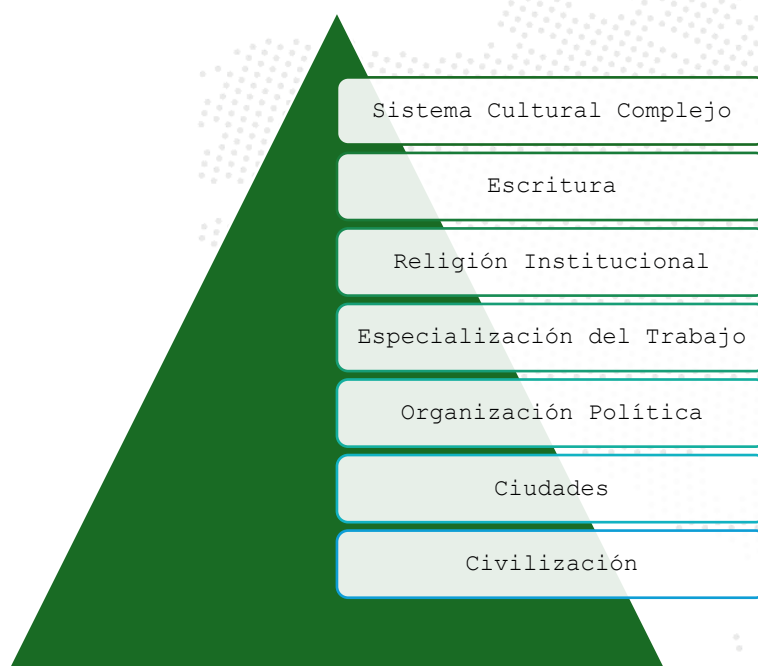 Sistema Cultural Complejo
Escritura
Religión Institucional
Especialización del Trabajo
Organización Política
Ciudades
Civilización